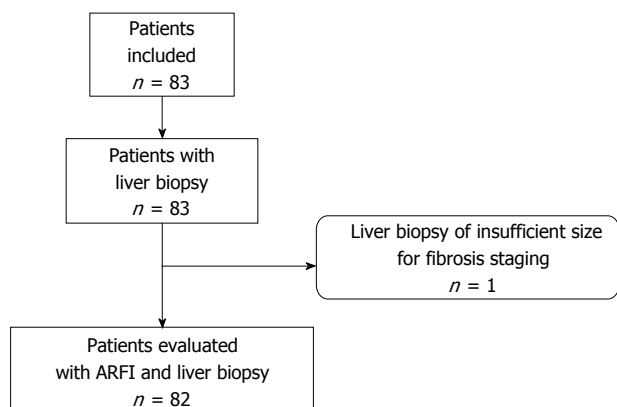 Patients
included
n = 83
Patients with
liver biopsy
n = 83
Liver biopsy of insufficient size
for fibrosis staging
n = 1
Patients evaluated
with ARFI and liver biopsy
n = 82